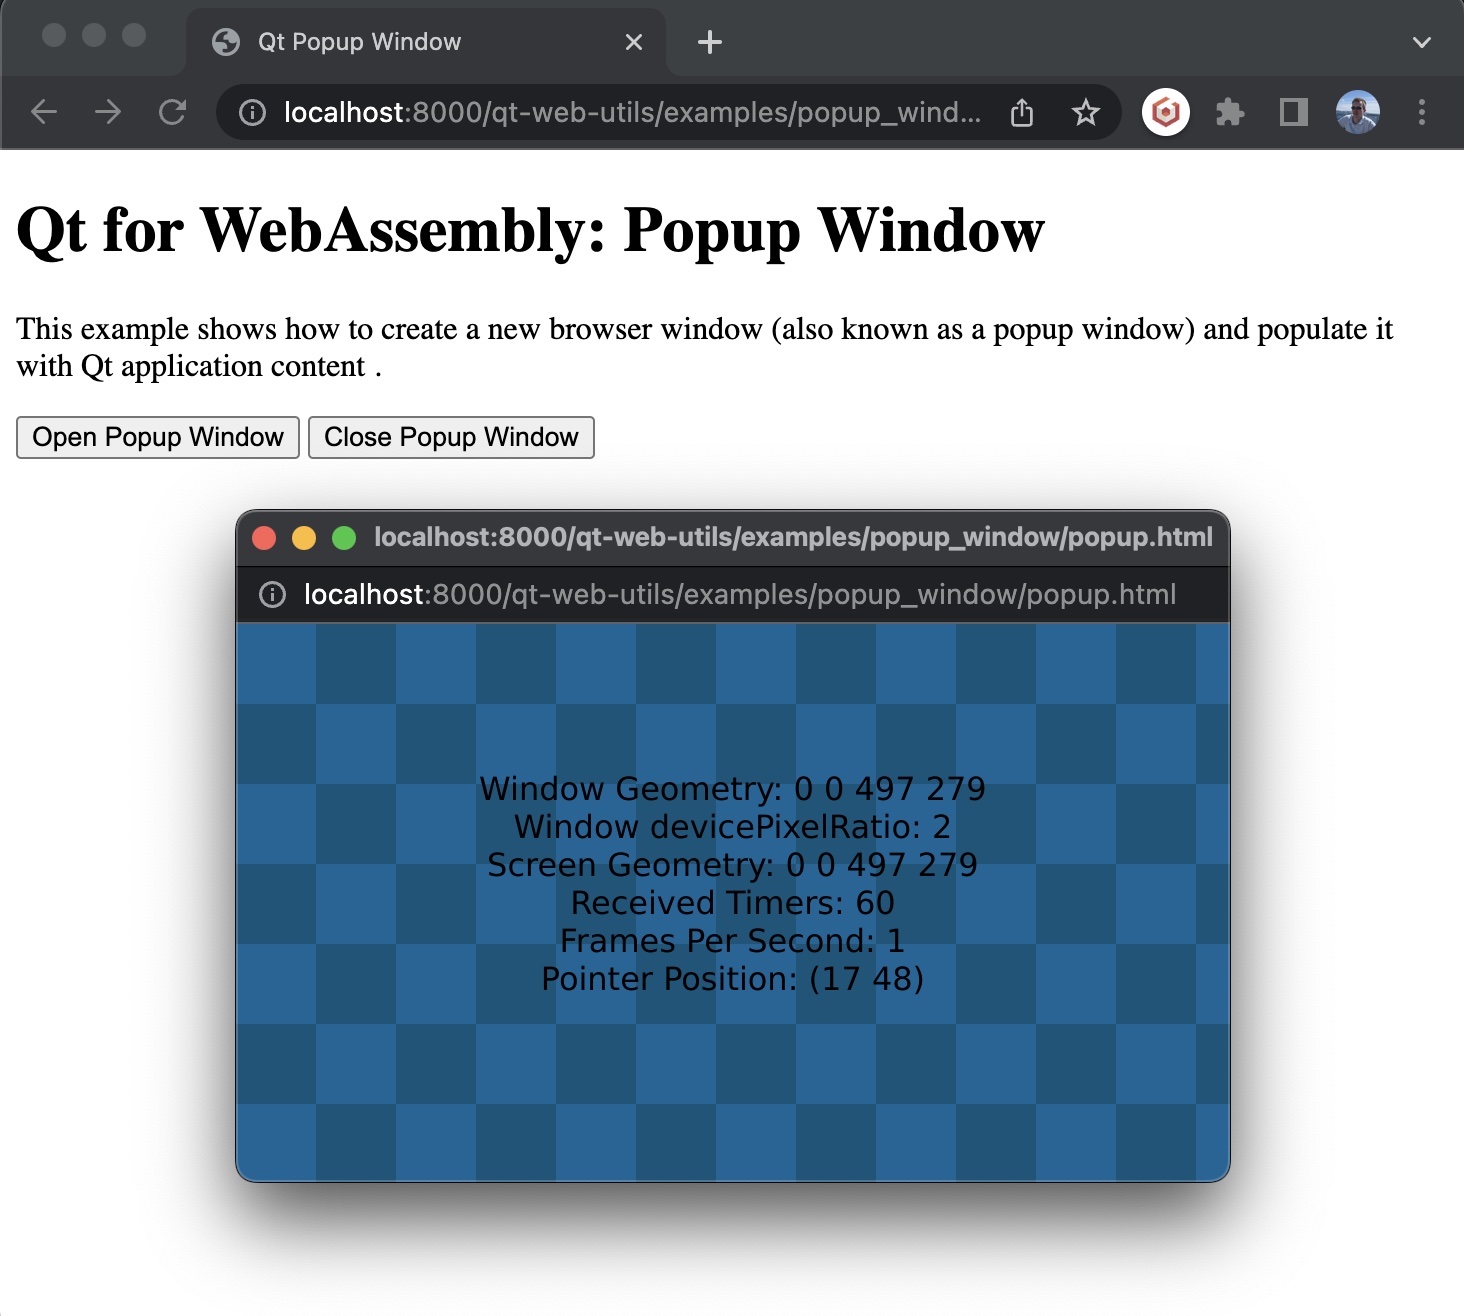 Qt Popup Window
localhost:8000/qt-web-utils/examples/popup_wind...
Qt for WebAssembly: Popup Window
This example shows how to create a new browser window (also known as a popup window) and populate it
with Qt application content .
Open Popup Window Close Popup Window
localhost:8000/qt-web-utils/examples/popup_window/popup.html
localhost:8000/qt-web-utils/examples/popup_window/popup.html
Window Geometry: 0 0 497 279
Window devicePixelRatio: 2
Screen Geometry: 0 0 497 279
Received Timers: 60
Frames Per Second: 1
Pointer Position: (17 48)